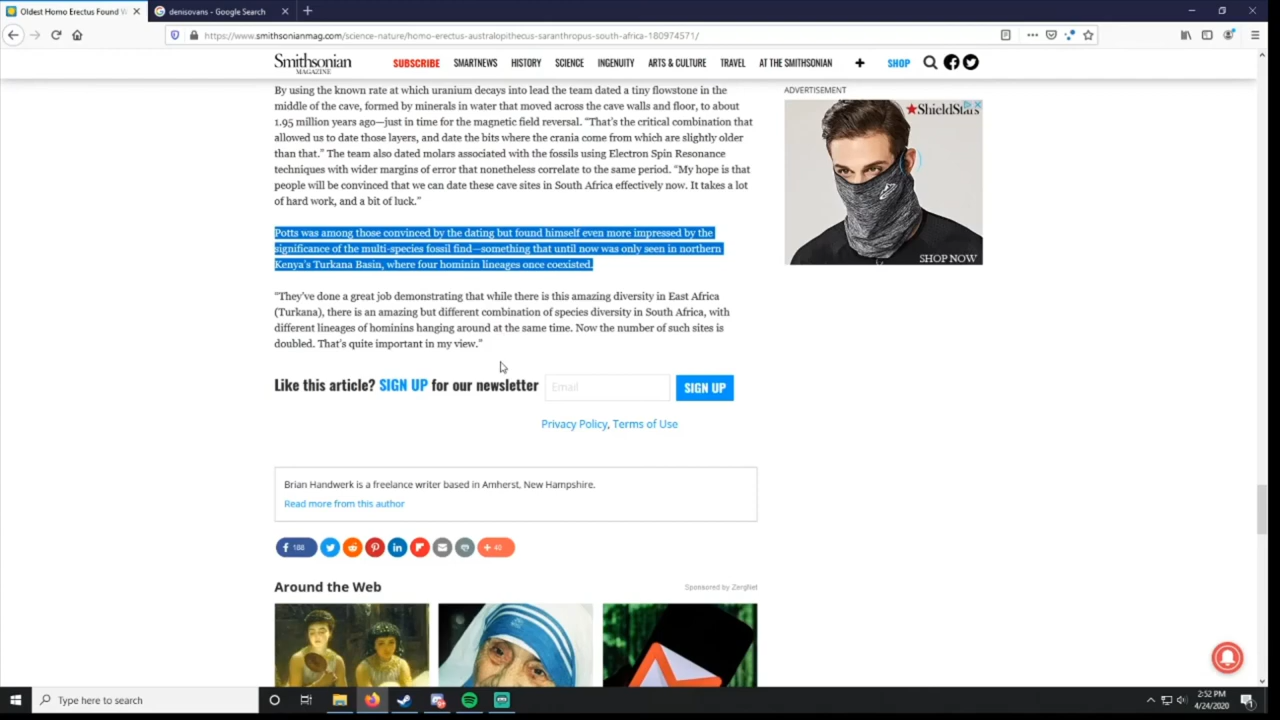 Oldest Homo Erectus Found W
denisovans - Google Search
https://www.smithsonianmag.com/science-nature/homo-erectus-australopithecus-saranthropus-south-africa-180974571/
Smithsonian
MAGAZINE
SUBSCRIBE SMARTNEWS HISTORY SCIENCE INGENUITY ARTS & CULTURE TRAVEL AT THE SMITHSONIAN + SHOP
By using the known rate at which uranium decays into lead the team dated a tiny flowstone in the
middle of the cave, formed by minerals in water that moved across the cave walls and floor, to about
1.95 million years ago—just in time for the magnetic field reversal. “That’s the critical combination that
allowed us to date those layers, and date the bits where the crania come from which are slightly older
than that.” The team also dated molars associated with the fossils using Electron Spin Resonance
techniques with wider margins of error that nonetheless correlate to the same period. “My hope is that
people will be convinced that we can date these cave sites in South Africa effectively now. It takes a lot
of hard work, and a bit of luck.”
Potts was among those convinced by the dating but found himself even more impressed by the
significance of the multi-species fossil find—something that until now was only seen in northern
Kenya’s Turkana Basin, where four hominin lineages once coexisted.
“They’ve done a great job demonstrating that while there is this amazing diversity in East Africa
(Turkana), there is an amazing but different combination of species diversity in South Africa, with
different lineages of hominins hanging around at the same time. Now the number of such sites is
doubled. That’s quite important in my view.”
ADVERTISEMENT
ShieldStars
SHOP NOW
Like this article? SIGN UP for our newsletter
Email
SIGN UP
Privacy Policy, Terms of Use
Brian Handwerk is a freelance writer based in Amherst, New Hampshire.
Read more from this author
188
+ 40
Around the Web
Sponsored by ZergNet
Type here to search
2:52 PM
4/24/2020